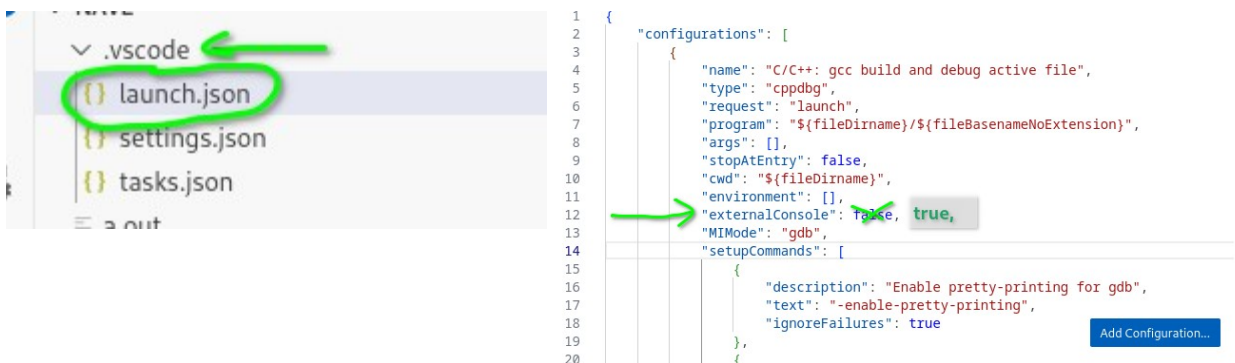 .vscode
{} launch.json
{} settings.json
{} tasks.json
a.out
1 {
2 "configurations": [
3 {
4 "name": "C/C++: gcc build and debug active file",
5 "type": "cppdbg",
6 "request": "launch",
7 "program": "${fileDirname}/${fileBasenameNoExtension}",
8 "args": [],
9 "stopAtEntry": false,
10 "cwd": "${fileDirname}",
11 "environment": [],
12 "externalConsole": false, true,
13 "MIMode": "gdb",
14 "setupCommands": [
15 {
16 "description": "Enable pretty-printing for gdb",
17 "text": "-enable-pretty-printing",
18 "ignoreFailures": true
19 },
20 {
Add Configuration...